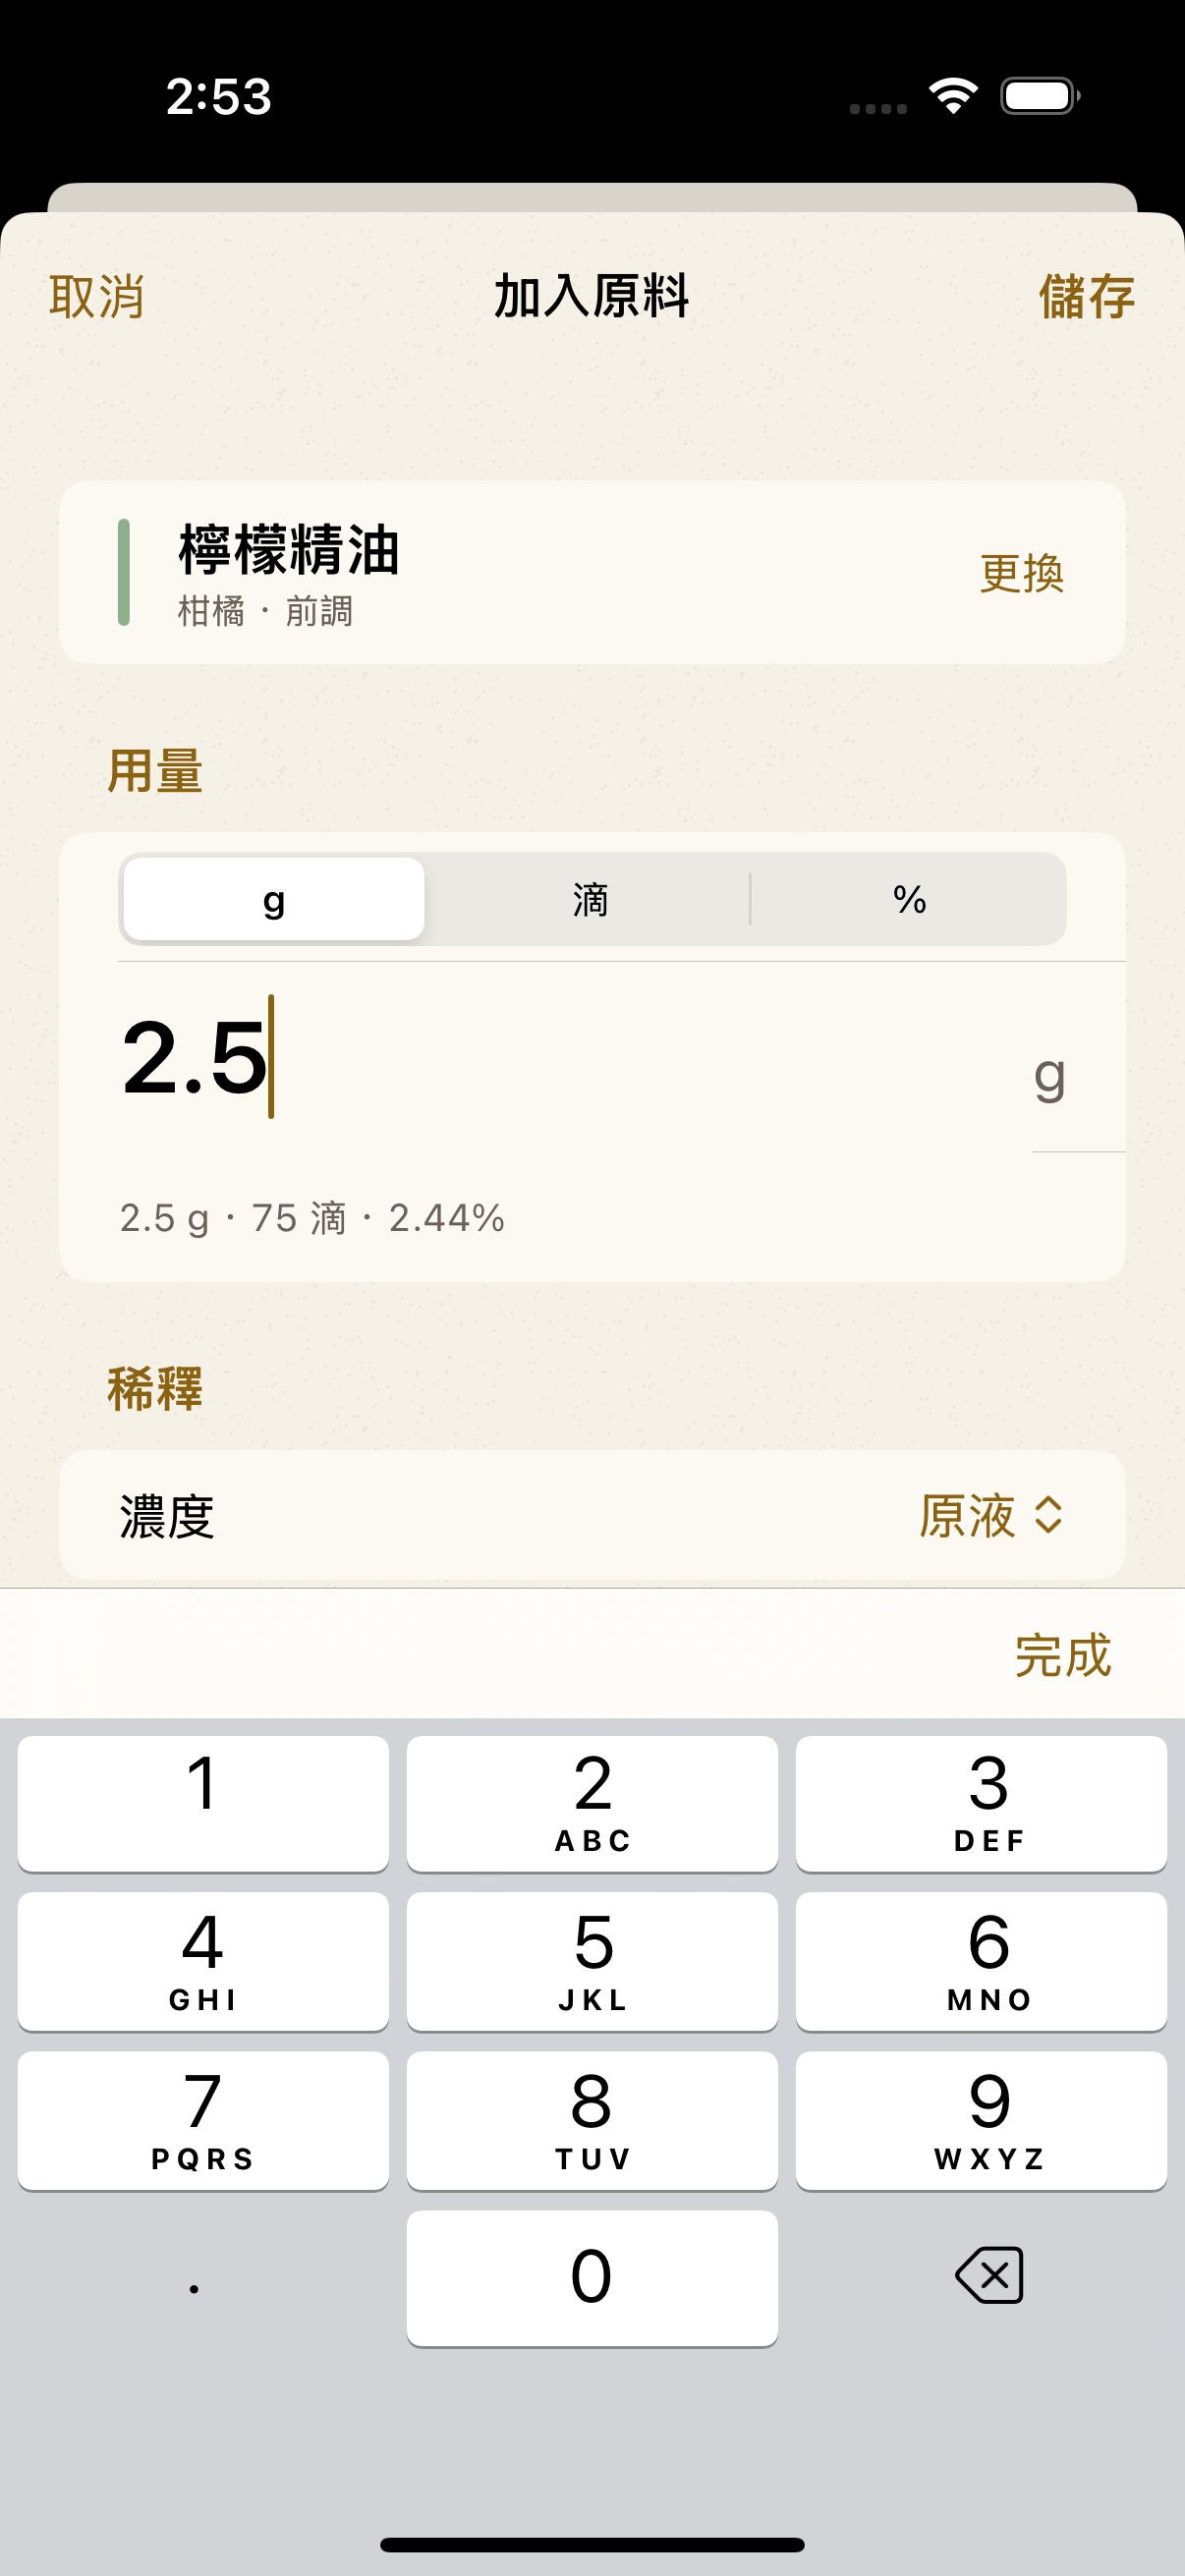 2:53
取消 加入原料 儲存
檸檬精油
柑橘 · 前調
更換
用量
g 滴 %
2.5 g
2.5 g · 75 滴 · 2.44%
稀釋
濃度 原液
完成
1 2 3
ABC DEF
4 5 6
GHI JKL MNO
7 8 9
PQRS TUV WXYZ
. 0